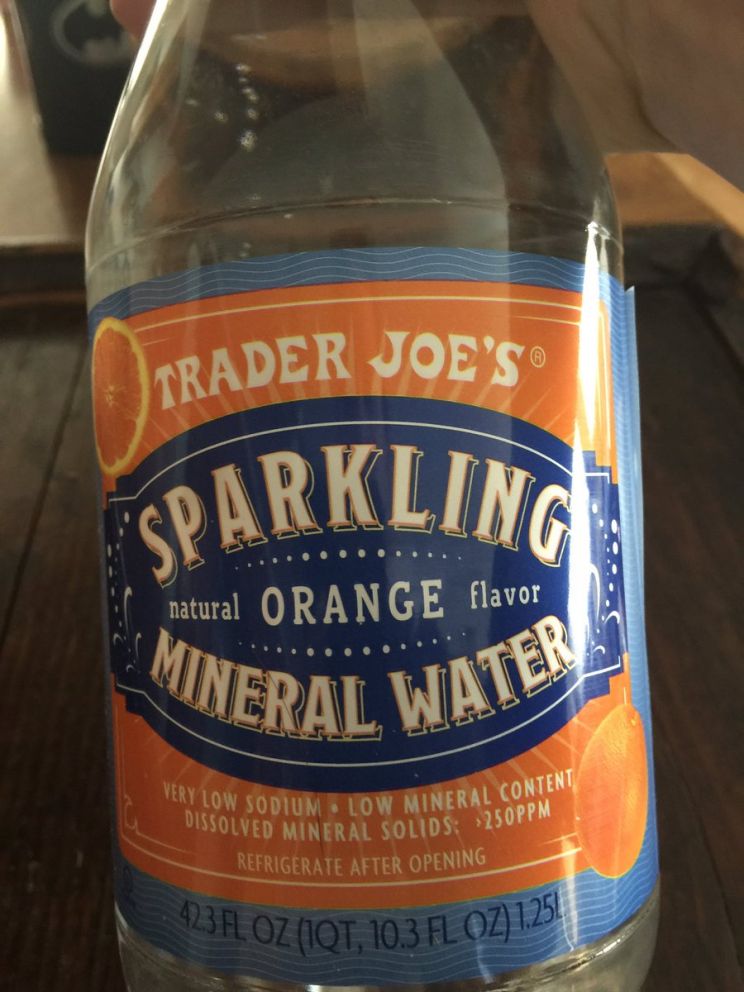 TRADER JOE'S®
SPARKLING
natural ORANGE flavor
MINERAL WATER
VERY LOW SODIUM • LOW MINERAL CONTENT
DISSOLVED MINERAL SOLIDS: >250PPM
REFRIGERATE AFTER OPENING
42.3 FL OZ (1QT, 10.3 FL OZ) 1.25L